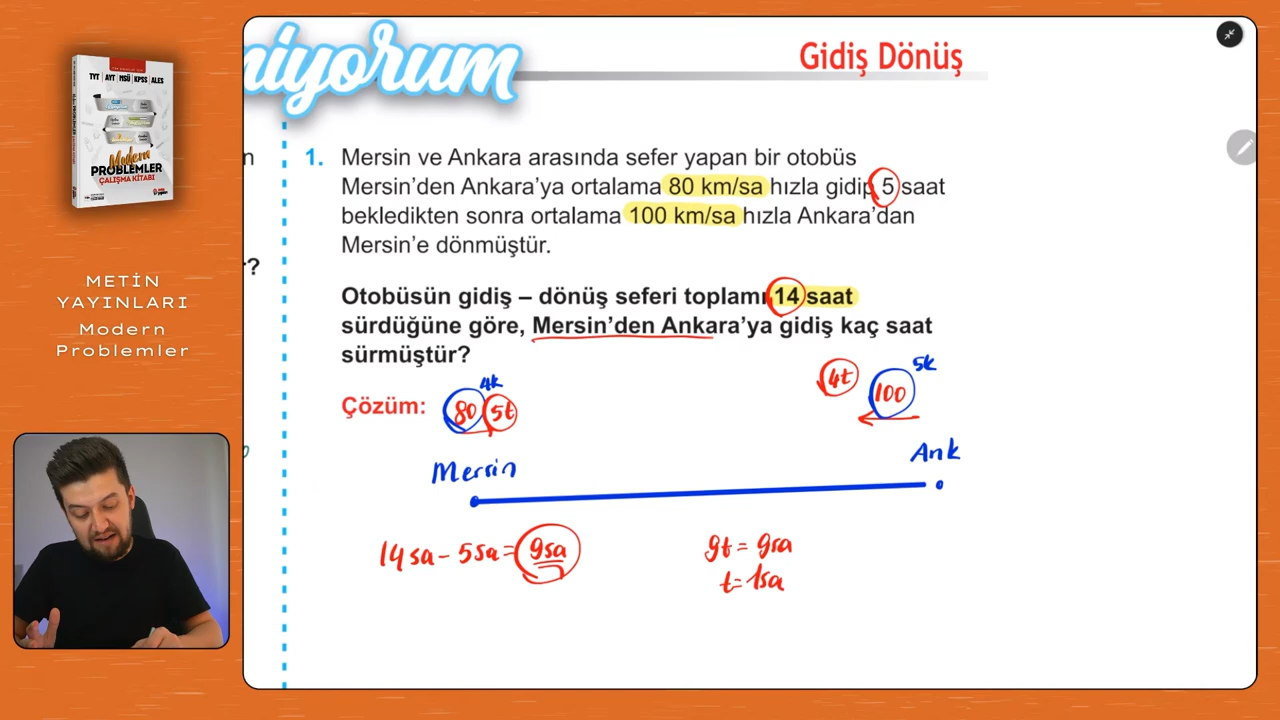 TYT | AYT | MSÜ | KPSS | ALES
Modern
PROBLEMLER
ÇALIŞMA KİTABI
METİN
YAYINLARI
Modern
Problemler
niyorum
Gidiş Dönüş
n
r?
1. Mersin ve Ankara arasında sefer yapan bir otobüs
Mersin'den Ankara'ya ortalama 80 km/sa hızla gidip 5 saat
bekledikten sonra ortalama 100 km/sa hızla Ankara'dan
Mersin'e dönmüştür.
Otobüsün gidiş – dönüş seferi toplamı 14 saat
sürdüğüne göre, Mersin'den Ankara'ya gidiş kaç saat
sürmüştür?
Çözüm:
4k
80 5t
4t 100 5k
Mersin
Ank
14sa - 5sa = 9sa
9t = 9sa
t = 1sa